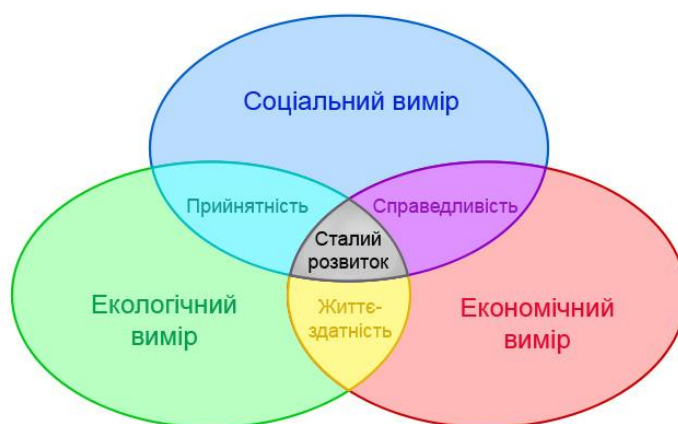 Соціальний вимір
Прийнятність
Справедливість
Сталий
розвиток
Екологічний
вимір
Життє-
здатність
Економічний
вимір